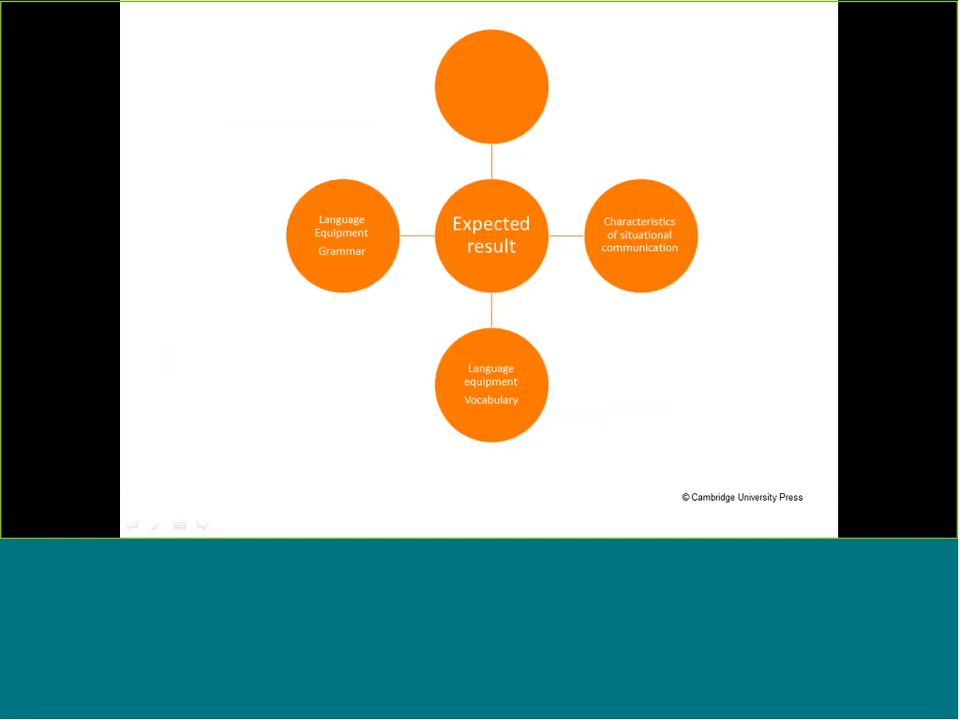 Language
Equipment
Grammar
Expected
result
Characteristics
of situational
communication
Language
equipment
Vocabulary
© Cambridge University Press